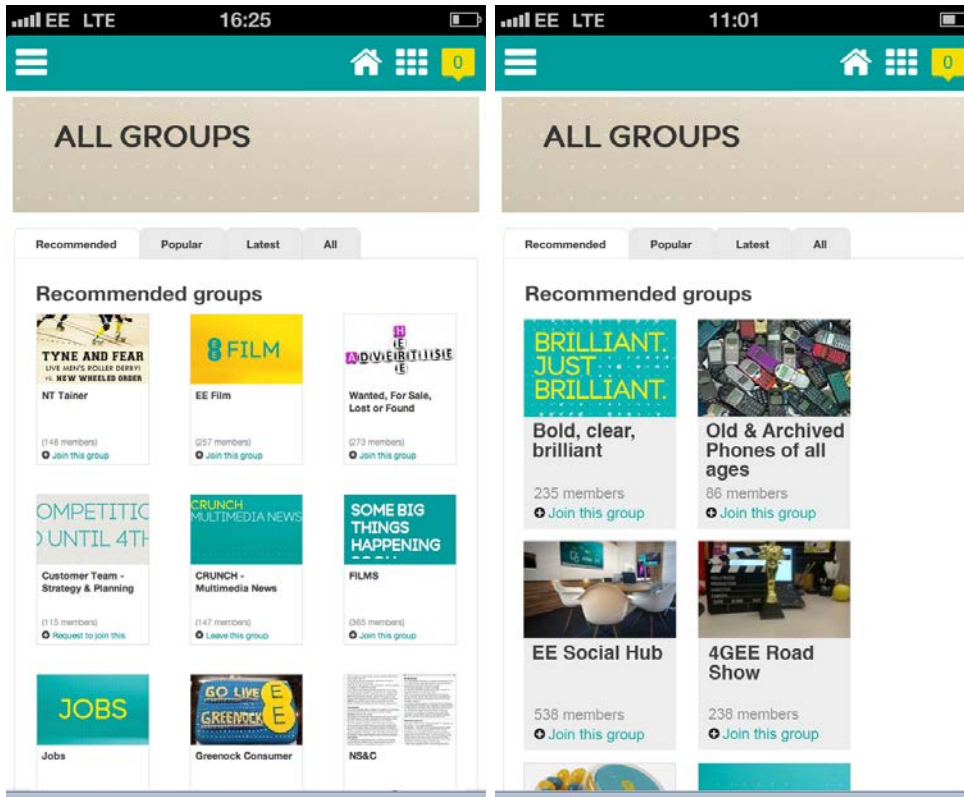 EE LTE 16:25
0
ALL GROUPS
Recommended Popular Latest All
Recommended groups
TYNE AND FEAR
LIVE MEN'S ROLLER DERBY!
vs. NEW WHEELED ORDER
NT Tainer
(148 members)
Join this group
EE FILM
EE Film
(257 members)
Join this group
HERE
ADVERTISE
Wanted, For Sale,
Lost or Found
(273 members)
Join this group
OMPETITIO
O UNTIL 4TH
Customer Team -
Strategy & Planning
(115 members)
Request to join this
CRUNCH
MULTIMEDIA NEWS
CRUNCH -
Multimedia News
(147 members)
Leave this group
SOME BIG
THINGS
HAPPENING
FILMS
(365 members)
Join this group
JOBS
Jobs
GO LIVE
GREENOCK
EE
Greenock Consumer
NS&C
EE LTE 11:01
0
ALL GROUPS
Recommended Popular Latest All
Recommended groups
BRILLIANT.
JUST
BRILLIANT.
Bold, clear,
brilliant
235 members
Join this group
Old & Archived
Phones of all
ages
86 members
Join this group
EE Social Hub
538 members
Join this group
4GEE Road
Show
238 members
Join this group